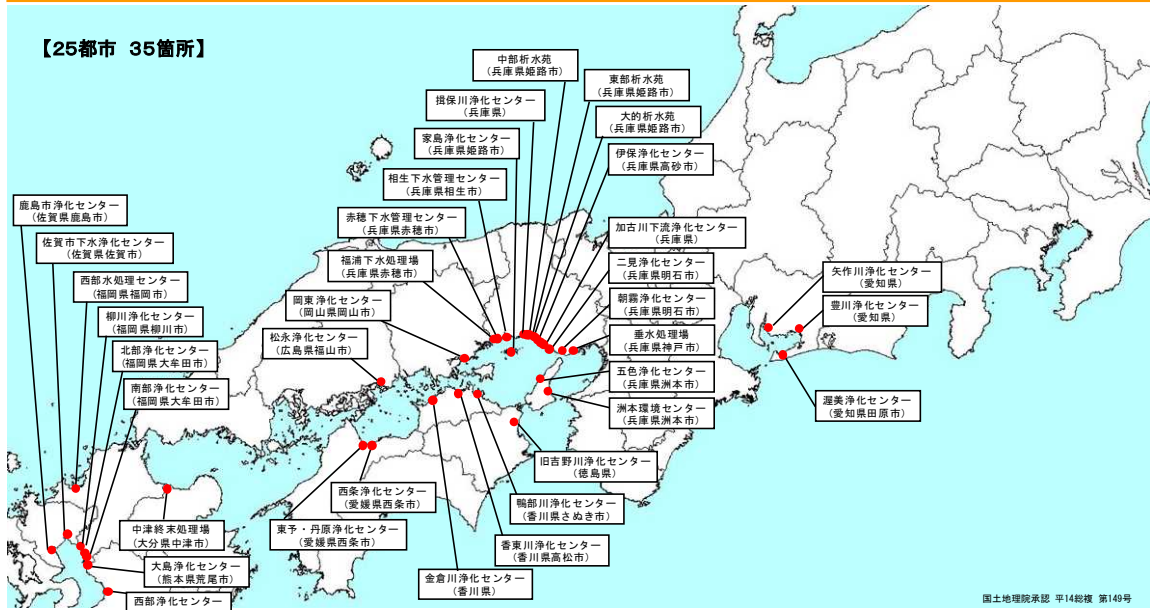 【25都市 35箇所】
中部析水苑
(兵庫県姫路市)
東部析水苑
(兵庫県姫路市)
揖保川浄化センター
(兵庫県)
大的析水苑
(兵庫県姫路市)
家島浄化センター
(兵庫県姫路市)
伊保浄化センター
(兵庫県高砂市)
相生下水管理センター
(兵庫県相生市)
鹿島市浄化センター
(佐賀県鹿島市)
赤穂下水管理センター
(兵庫県赤穂市)
加古川下流浄化センター
(兵庫県)
佐賀市下水浄化センター
(佐賀県佐賀市)
福浦下水処理場
(兵庫県赤穂市)
二見浄化センター
(兵庫県明石市)
西部水処理センター
(福岡県福岡市)
矢作川浄化センター
(愛知県)
岡東浄化センター
(岡山県岡山市)
朝霧浄化センター
(兵庫県明石市)
豊川浄化センター
(愛知県)
柳川浄化センター
(福岡県柳川市)
松永浄化センター
(広島県福山市)
垂水処理場
(兵庫県神戸市)
北部浄化センター
(福岡県大牟田市)
五色浄化センター
(兵庫県洲本市)
南部浄化センター
(福岡県大牟田市)
洲本環境センター
(兵庫県洲本市)
渥美浄化センター
(愛知県田原市)
旧吉野川浄化センター
(徳島県)
西条浄化センター
(愛媛県西条市)
鴨部川浄化センター
(香川県さぬき市)
中津終末処理場
(大分県中津市)
東予・丹原浄化センター
(愛媛県西条市)
香東川浄化センター
(香川県高松市)
大島浄化センター
(熊本県荒尾市)
金倉川浄化センター
(香川県)
西部浄化センター
国土地理院承認 平14総複 第149号